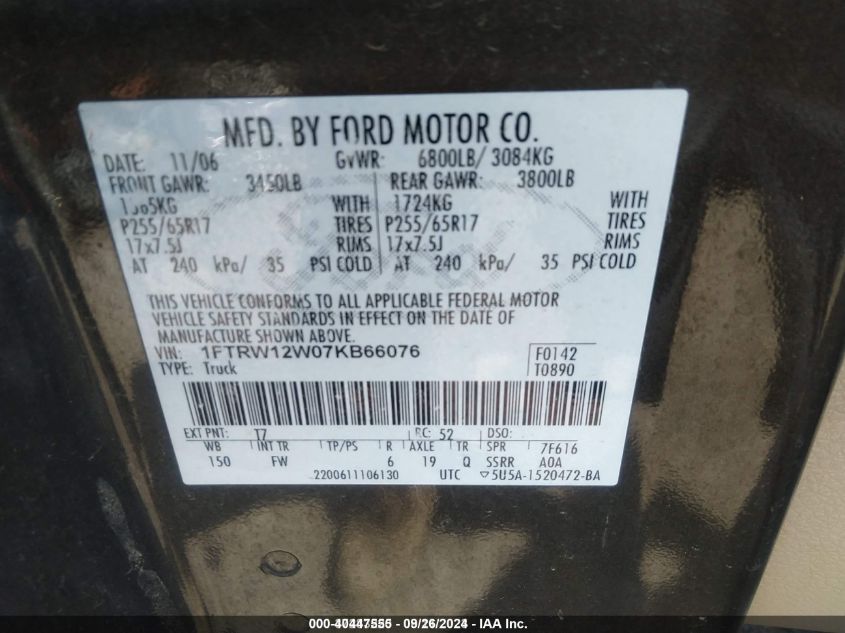 MFD. BY FORD MOTOR CO.
DATE: 11/06 GVWR: 6800LB/ 3084KG
FRONT GAWR: 3450LB REAR GAWR: 3800LB
1565KG WITH 1724KG WITH
P255/65R17 TIRES P255/65R17 TIRES
17x7.5J RIMS 17x7.5J RIMS
AT 240 kPa/ 35 PSI COLD AT 240 kPa/ 35 PSI COLD
THIS VEHICLE CONFORMS TO ALL APPLICABLE FEDERAL MOTOR
VEHICLE SAFETY STANDARDS IN EFFECT ON THE DATE OF
MANUFACTURE SHOWN ABOVE.
VIN: 1FTRW12W07KB66076 F0142
TYPE: Truck T0890
EXT PNT: T7 RC: 52 DSO:
WB INT TR TP/PS R AXLE TR SPR 7F616
150 FW 6 19 Q SSRR A0A
2200611106130 UTC ▽5U5A-1520472-BA
Ford
000-40447555 - 09/26/2024 - IAA Inc.